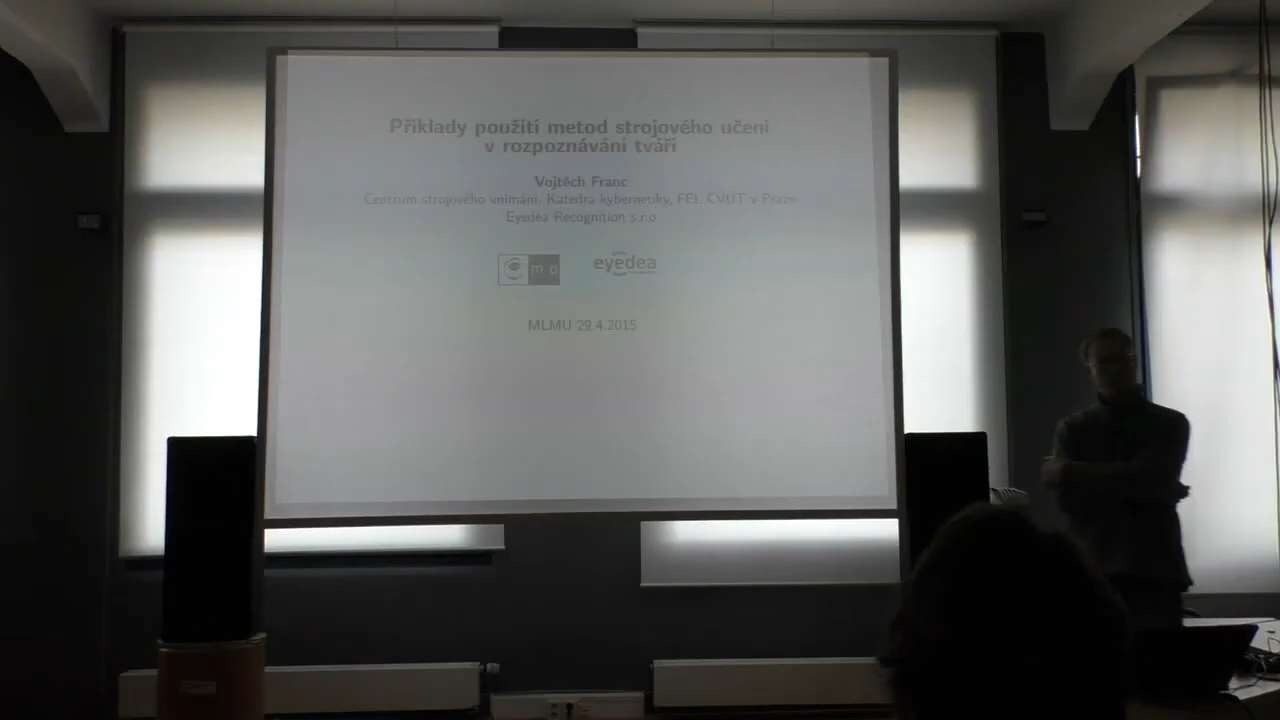 Příklady použití metod strojového učení
v rozpoznávání tváří
Vojtěch Franc
Centrum strojového vnímání, Katedra kybernetiky, FEL ČVUT v Praze
Eyedea Recognition s.r.o
m p
eyedea
MLMU 29.4.2015